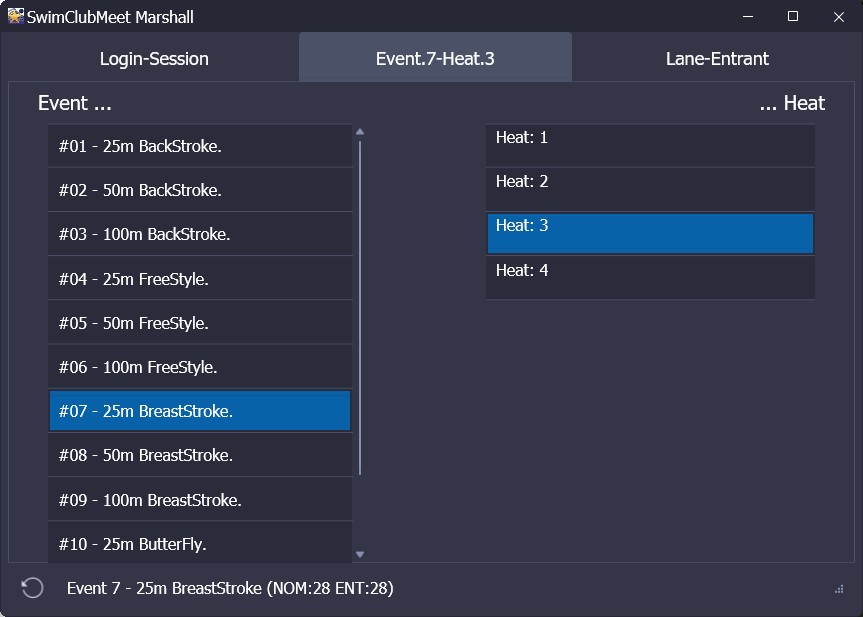 SwimClubMeet Marshall
Login-Session
Event.7-Heat.3
Lane-Entrant
Event ...
... Heat
#01 - 25m BackStroke.
#02 - 50m BackStroke.
#03 - 100m BackStroke.
#04 - 25m FreeStyle.
#05 - 50m FreeStyle.
#06 - 100m FreeStyle.
#07 - 25m BreastStroke.
#08 - 50m BreastStroke.
#09 - 100m BreastStroke.
#10 - 25m ButterFly.
Heat: 1
Heat: 2
Heat: 3
Heat: 4
Event 7 - 25m BreastStroke (NOM:28 ENT:28)